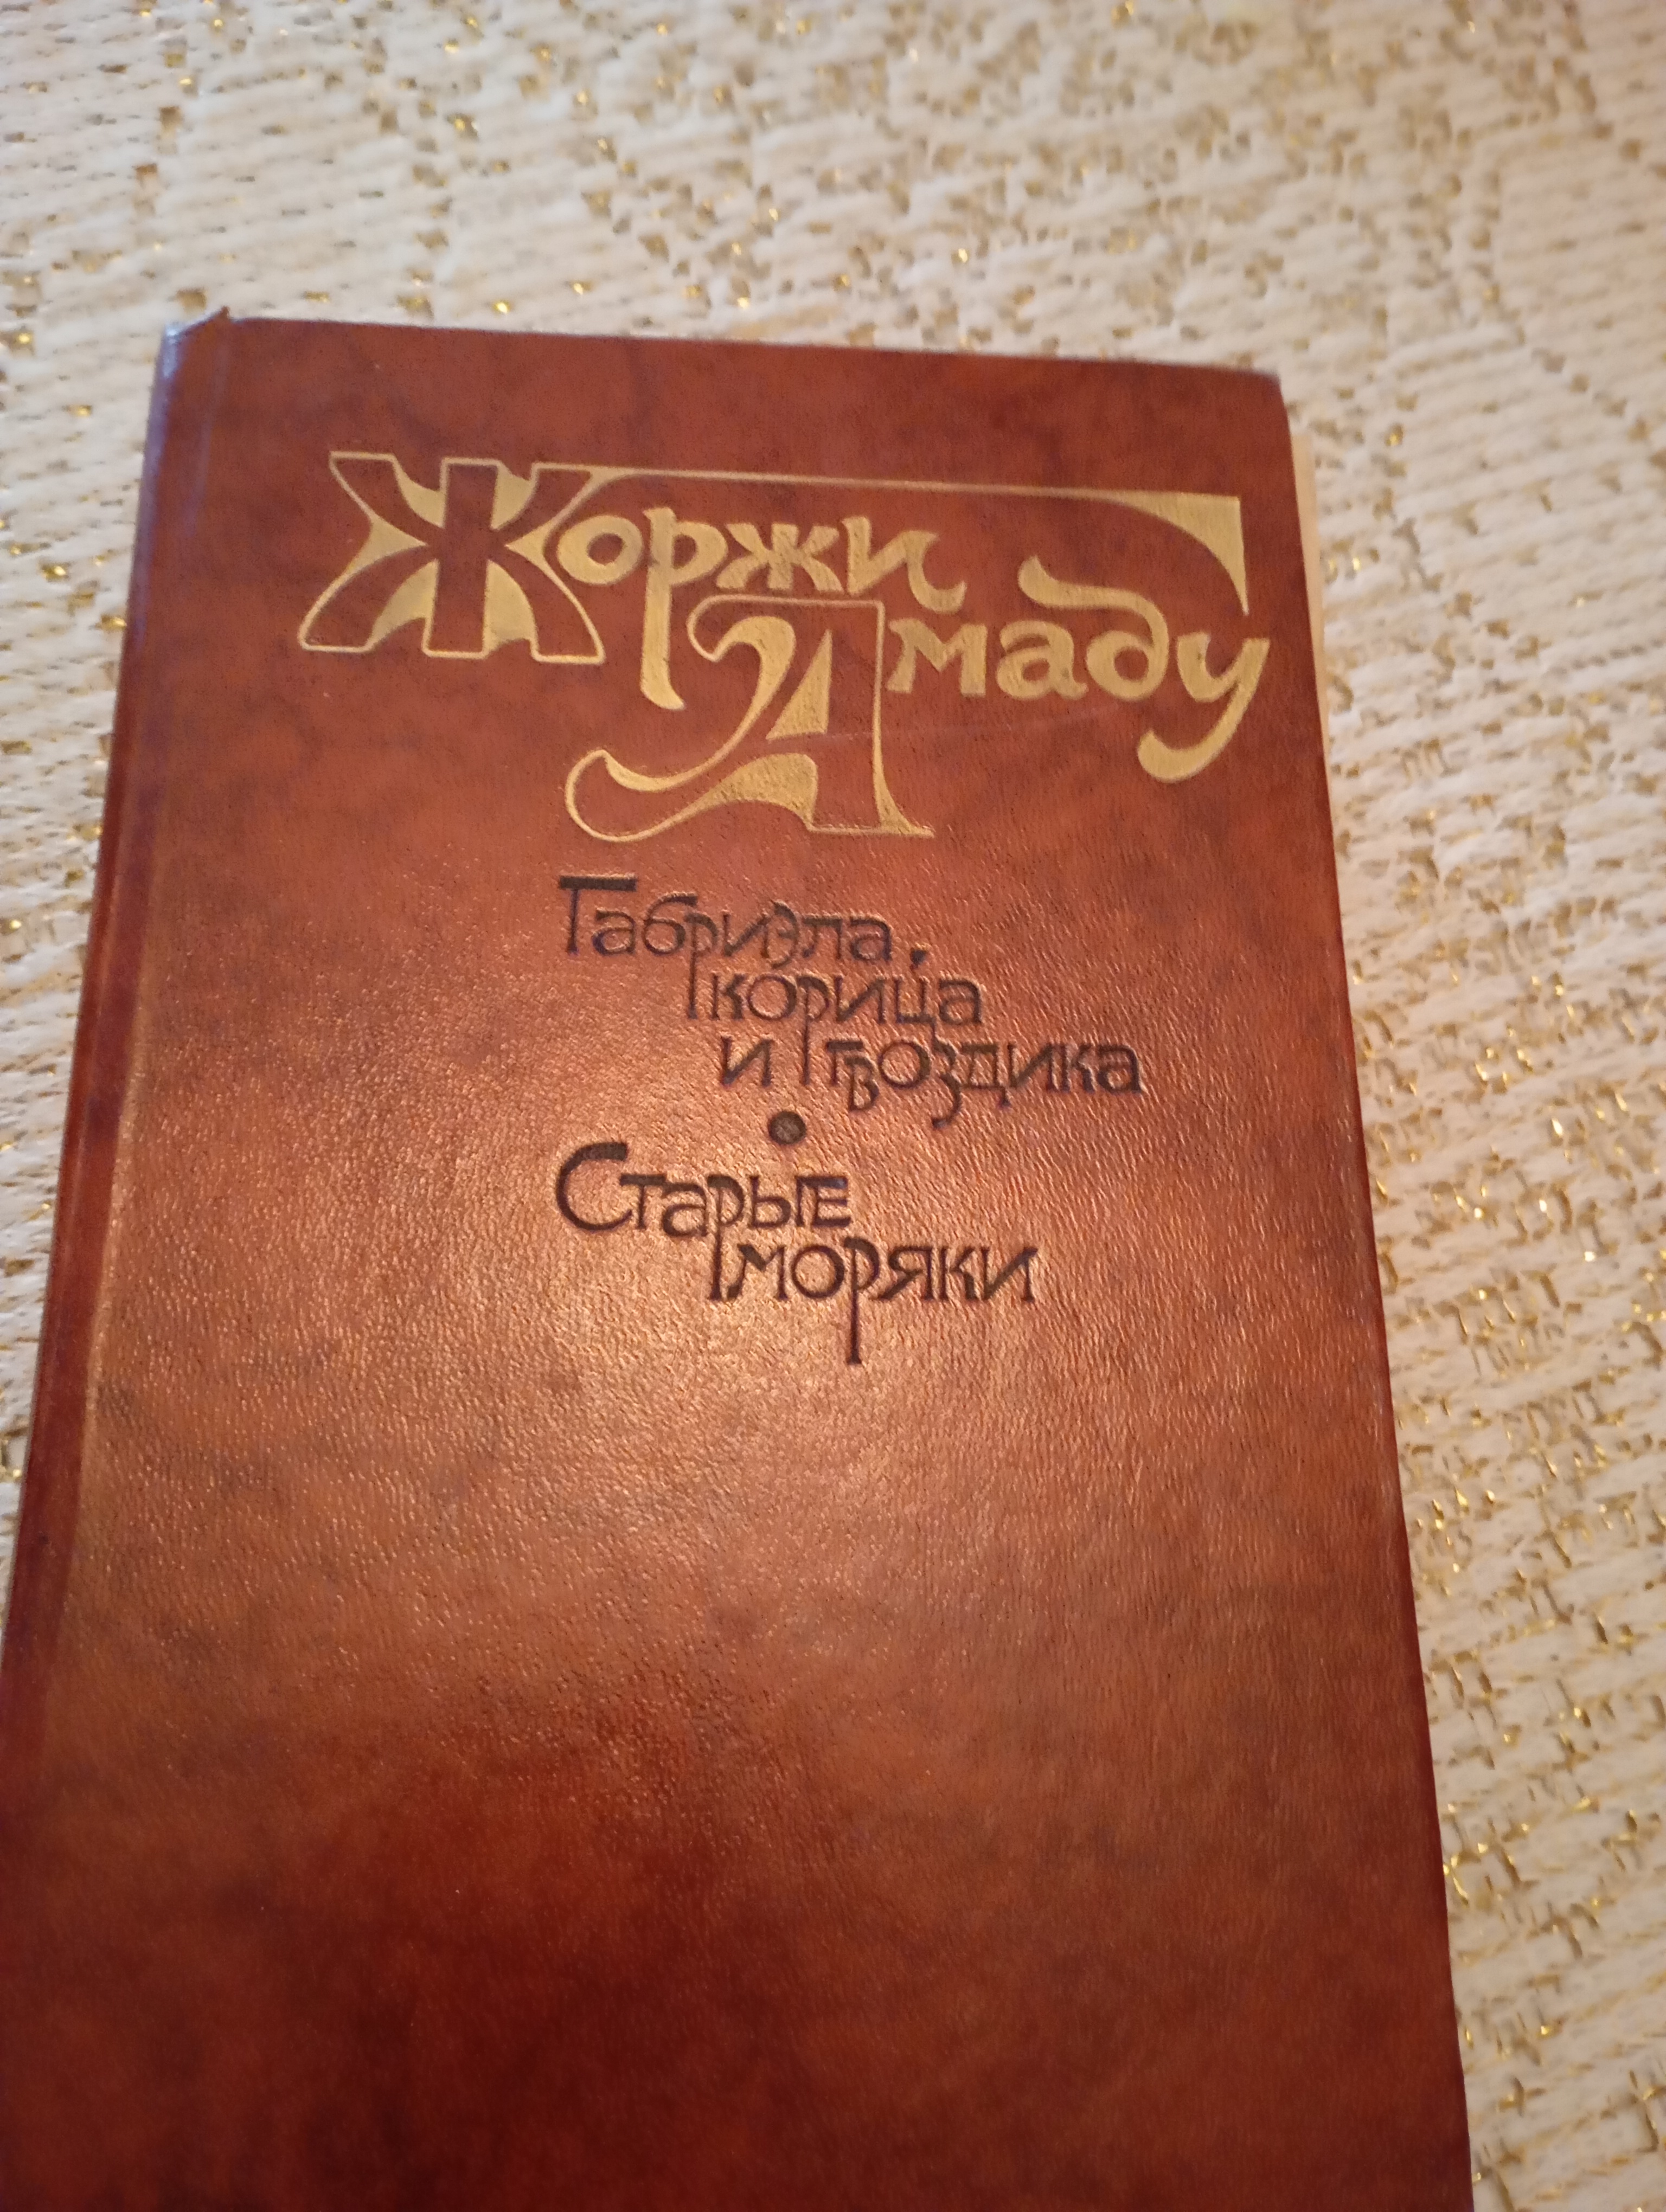 Жоржи
Амаду
Габриэла,
корица
и гвоздика
Старые
моряки